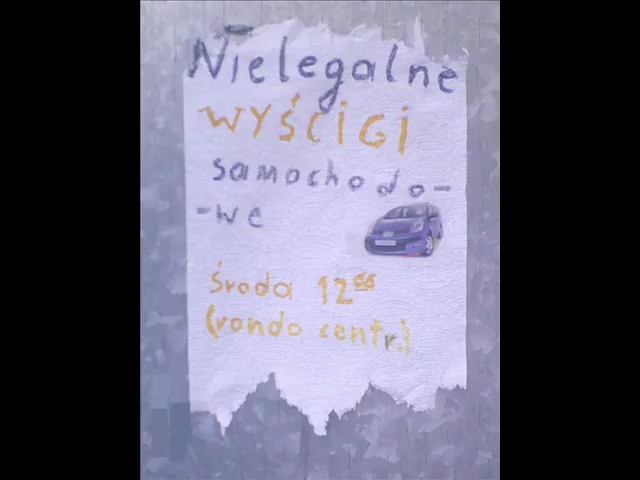 Nielegalne
WYŚCIGI
samochodo-
-we
Środa 12⁰⁰
(rondo centr.)